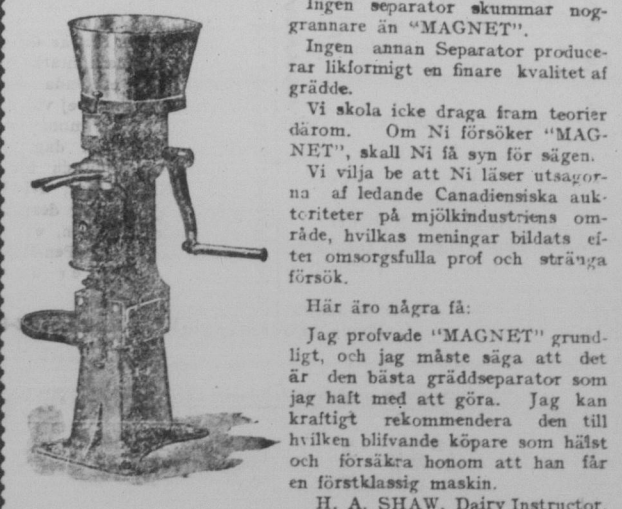 Ingen separator skummar nog-
grannare än "MAGNET".
Ingen annan Separator produce-
rar likformigt en finare kvalitet af
grädde.
Vi skola icke draga fram teorier
därom. Om Ni försöker "MAG-
NET", skall Ni få syn för sägen.
Vi vilja be att Ni läser utsagor-
na af ledande Canadiensiska auk-
toriteter på mjölkindustriens om-
råde, hvilkas meningar bildats ef-
ter omsorgsfulla prof och stränga
försök.
Här äro några få:
Jag profvade "MAGNET" grund-
ligt, och jag måste säga att det
är den bästa gräddseparator som
jag haft med att göra. Jag kan
kraftigt rekommendera den till
hvilken blifvande köpare som hälst
och försäkra honom att han får
en förstklassig maskin.
H. A. SHAW, Dairy Instructor.